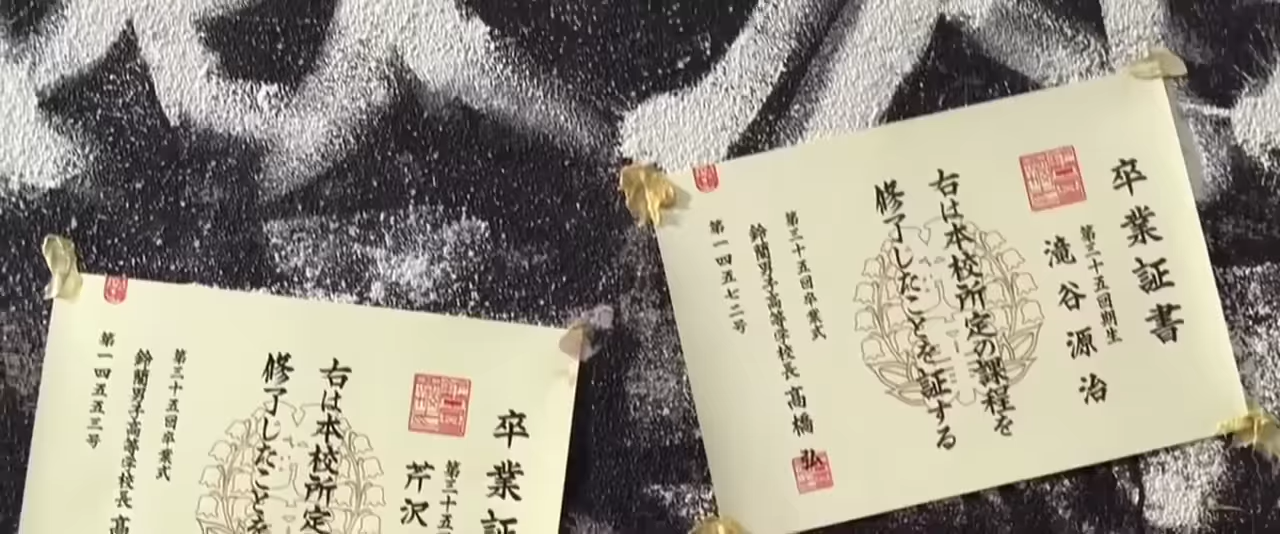 卒業証
第三十五
芹沢
右は本校所定
修了したことを
第三十五回卒業式
鈴蘭男子高等学校長 高
第一四五五三号
卒業証書
第三十五回期生
滝谷源治
右は本校所定の課程を
修了したことを証する
第三十五回卒業式
鈴蘭男子高等学校長 高橋 弘
第一四五七二号